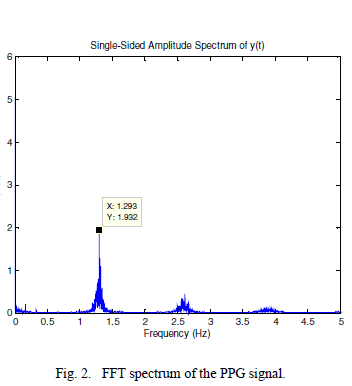 Single-Sided Amplitude Spectrum of y(t)
6
5
4
3
2
1
0
X: 1.293
Y: 1.932
0 0.5 1 1.5 2 2.5 3 3.5 4 4.5 5
Frequency (Hz)
Fig. 2. FFT spectrum of the PPG signal.